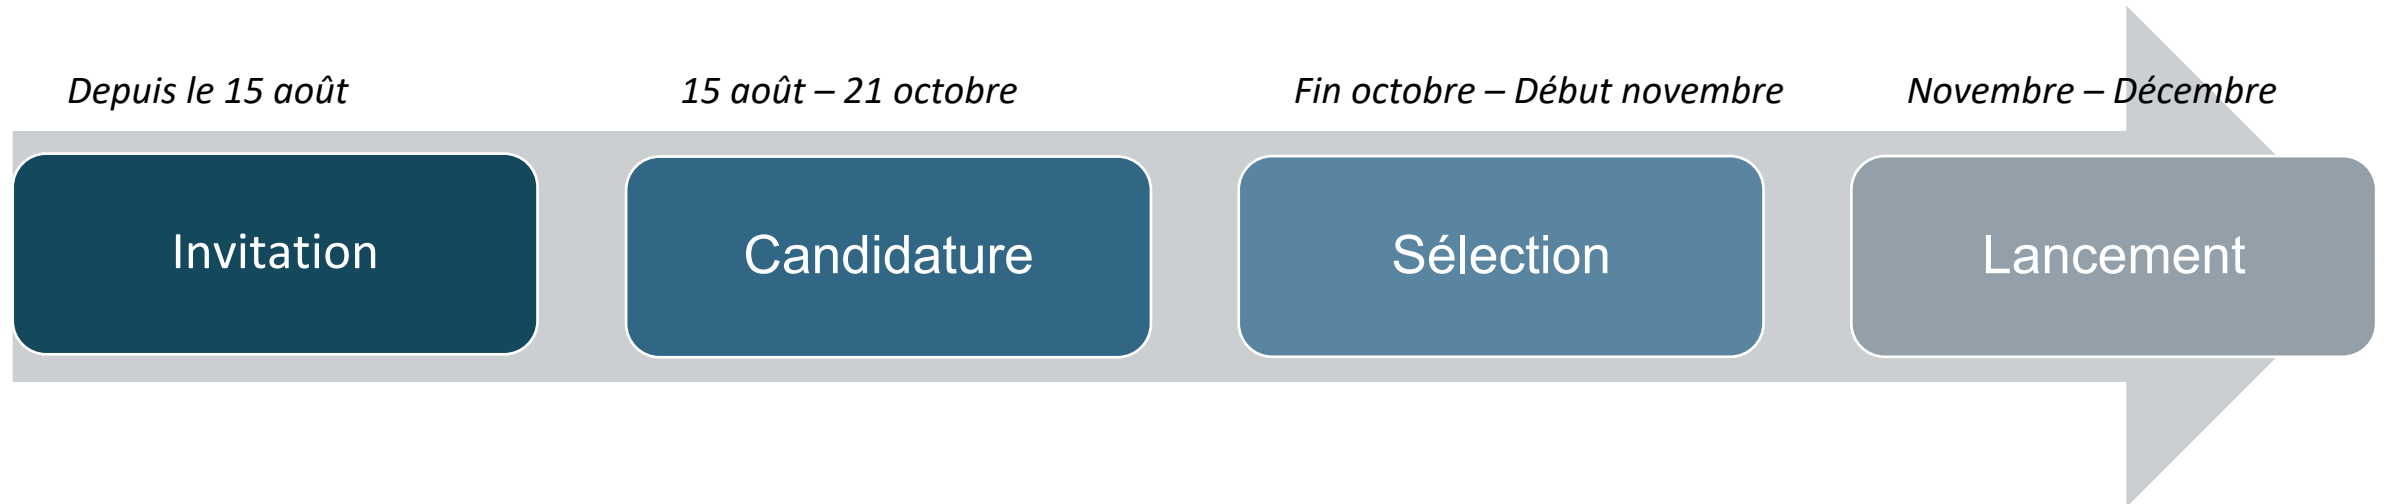 Depuis le 15 août
15 août – 21 octobre
Fin octobre – Début novembre
Novembre – Décembre
Invitation
Candidature
Sélection
Lancement